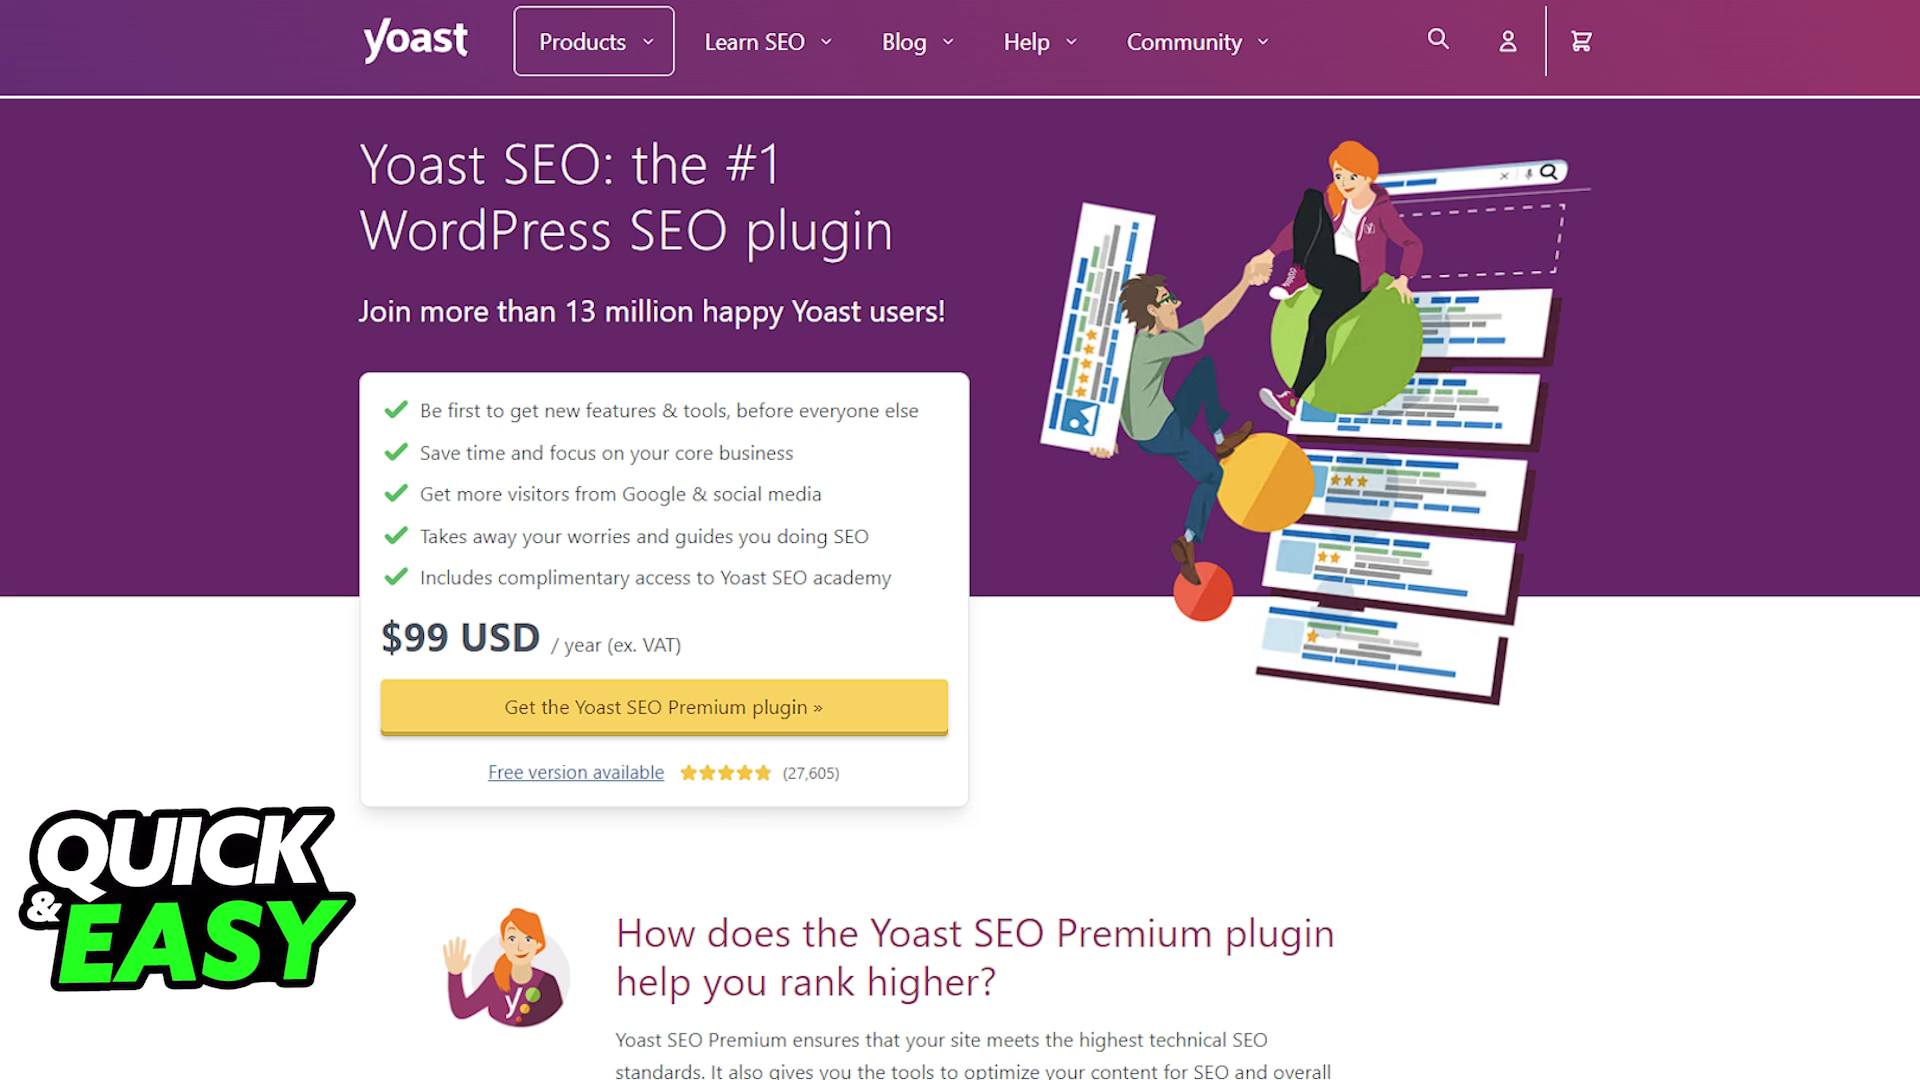 yoast
Products
Learn SEO
Blog
Help
Community
Yoast SEO: the #1
WordPress SEO plugin
Join more than 13 million happy Yoast users!
Be first to get new features & tools, before everyone else
Save time and focus on your core business
Get more visitors from Google & social media
Takes away your worries and guides you doing SEO
Includes complimentary access to Yoast SEO academy
$99 USD / year (ex. VAT)
Get the Yoast SEO Premium plugin »
Free version available (27,605)
QUICK
& EASY
How does the Yoast SEO Premium plugin
help you rank higher?
Yoast SEO Premium ensures that your site meets the highest technical SEO
standards. It also gives you the tools to optimize your content for SEO and overall